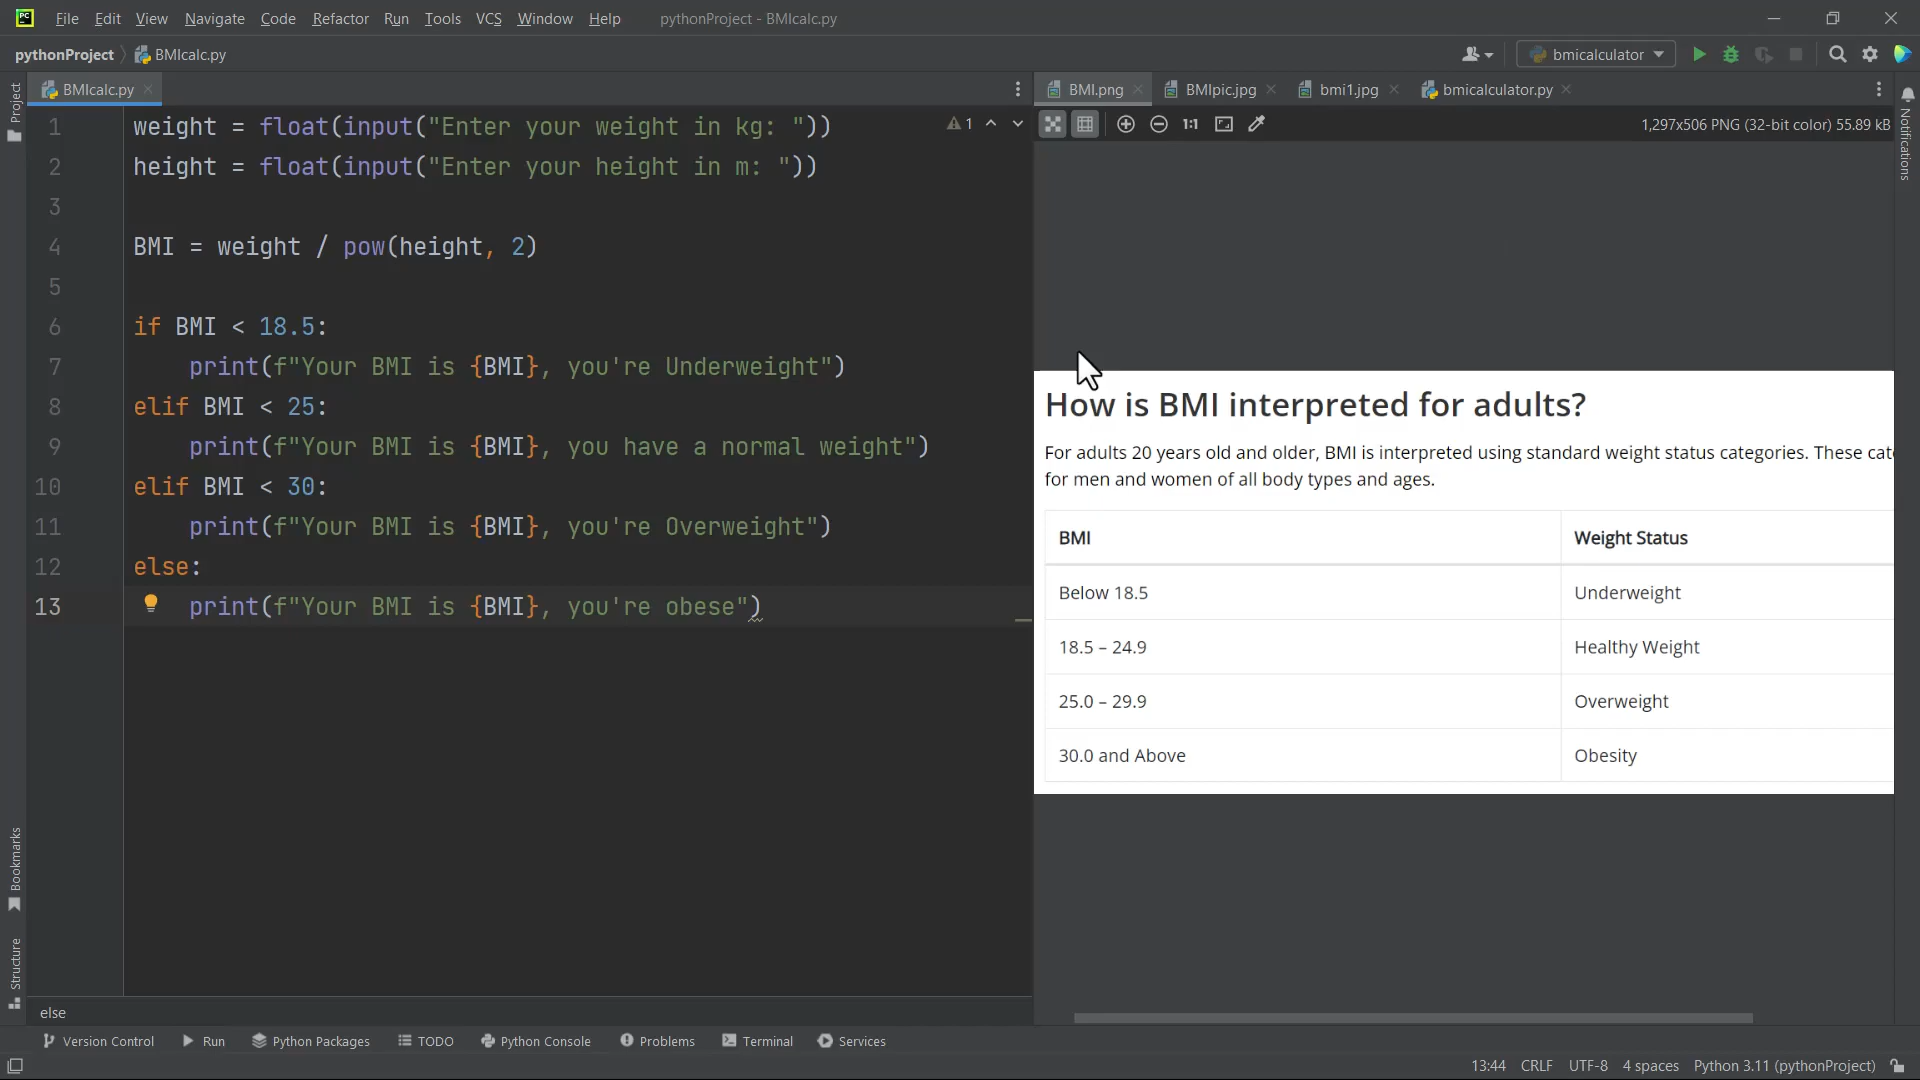 PC File Edit View Navigate Code Refactor Run Tools VCS Window Help pythonProject - BMIcalc.py
pythonProject BMIcalc.py bmicalculator
BMIcalc.py BMI.png BMIpic.jpg bmi1.jpg bmicalculator.py
1:1 1,297x506 PNG (32-bit color) 55.89 kB
Project
Notifications
1 weight = float(input("Enter your weight in kg: ")) 1
2 height = float(input("Enter your height in m: "))
3
4 BMI = weight / pow(height, 2)
5
6 if BMI < 18.5:
7 print(f"Your BMI is {BMI}, you're Underweight")
8 elif BMI < 25:
9 print(f"Your BMI is {BMI}, you have a normal weight")
10 elif BMI < 30:
11 print(f"Your BMI is {BMI}, you're Overweight")
12 else:
13 print(f"Your BMI is {BMI}, you're obese")
How is BMI interpreted for adults?
For adults 20 years old and older, BMI is interpreted using standard weight status categories. These
for men and women of all body types and ages.
BMI Weight Status
Below 18.5 Underweight
18.5 – 24.9 Healthy Weight
25.0 – 29.9 Overweight
30.0 and Above Obesity
Bookmarks
Structure
else
Version Control Run Python Packages TODO Python Console Problems Terminal Services
13:44 CRLF UTF-8 4 spaces Python 3.11 (pythonProject)